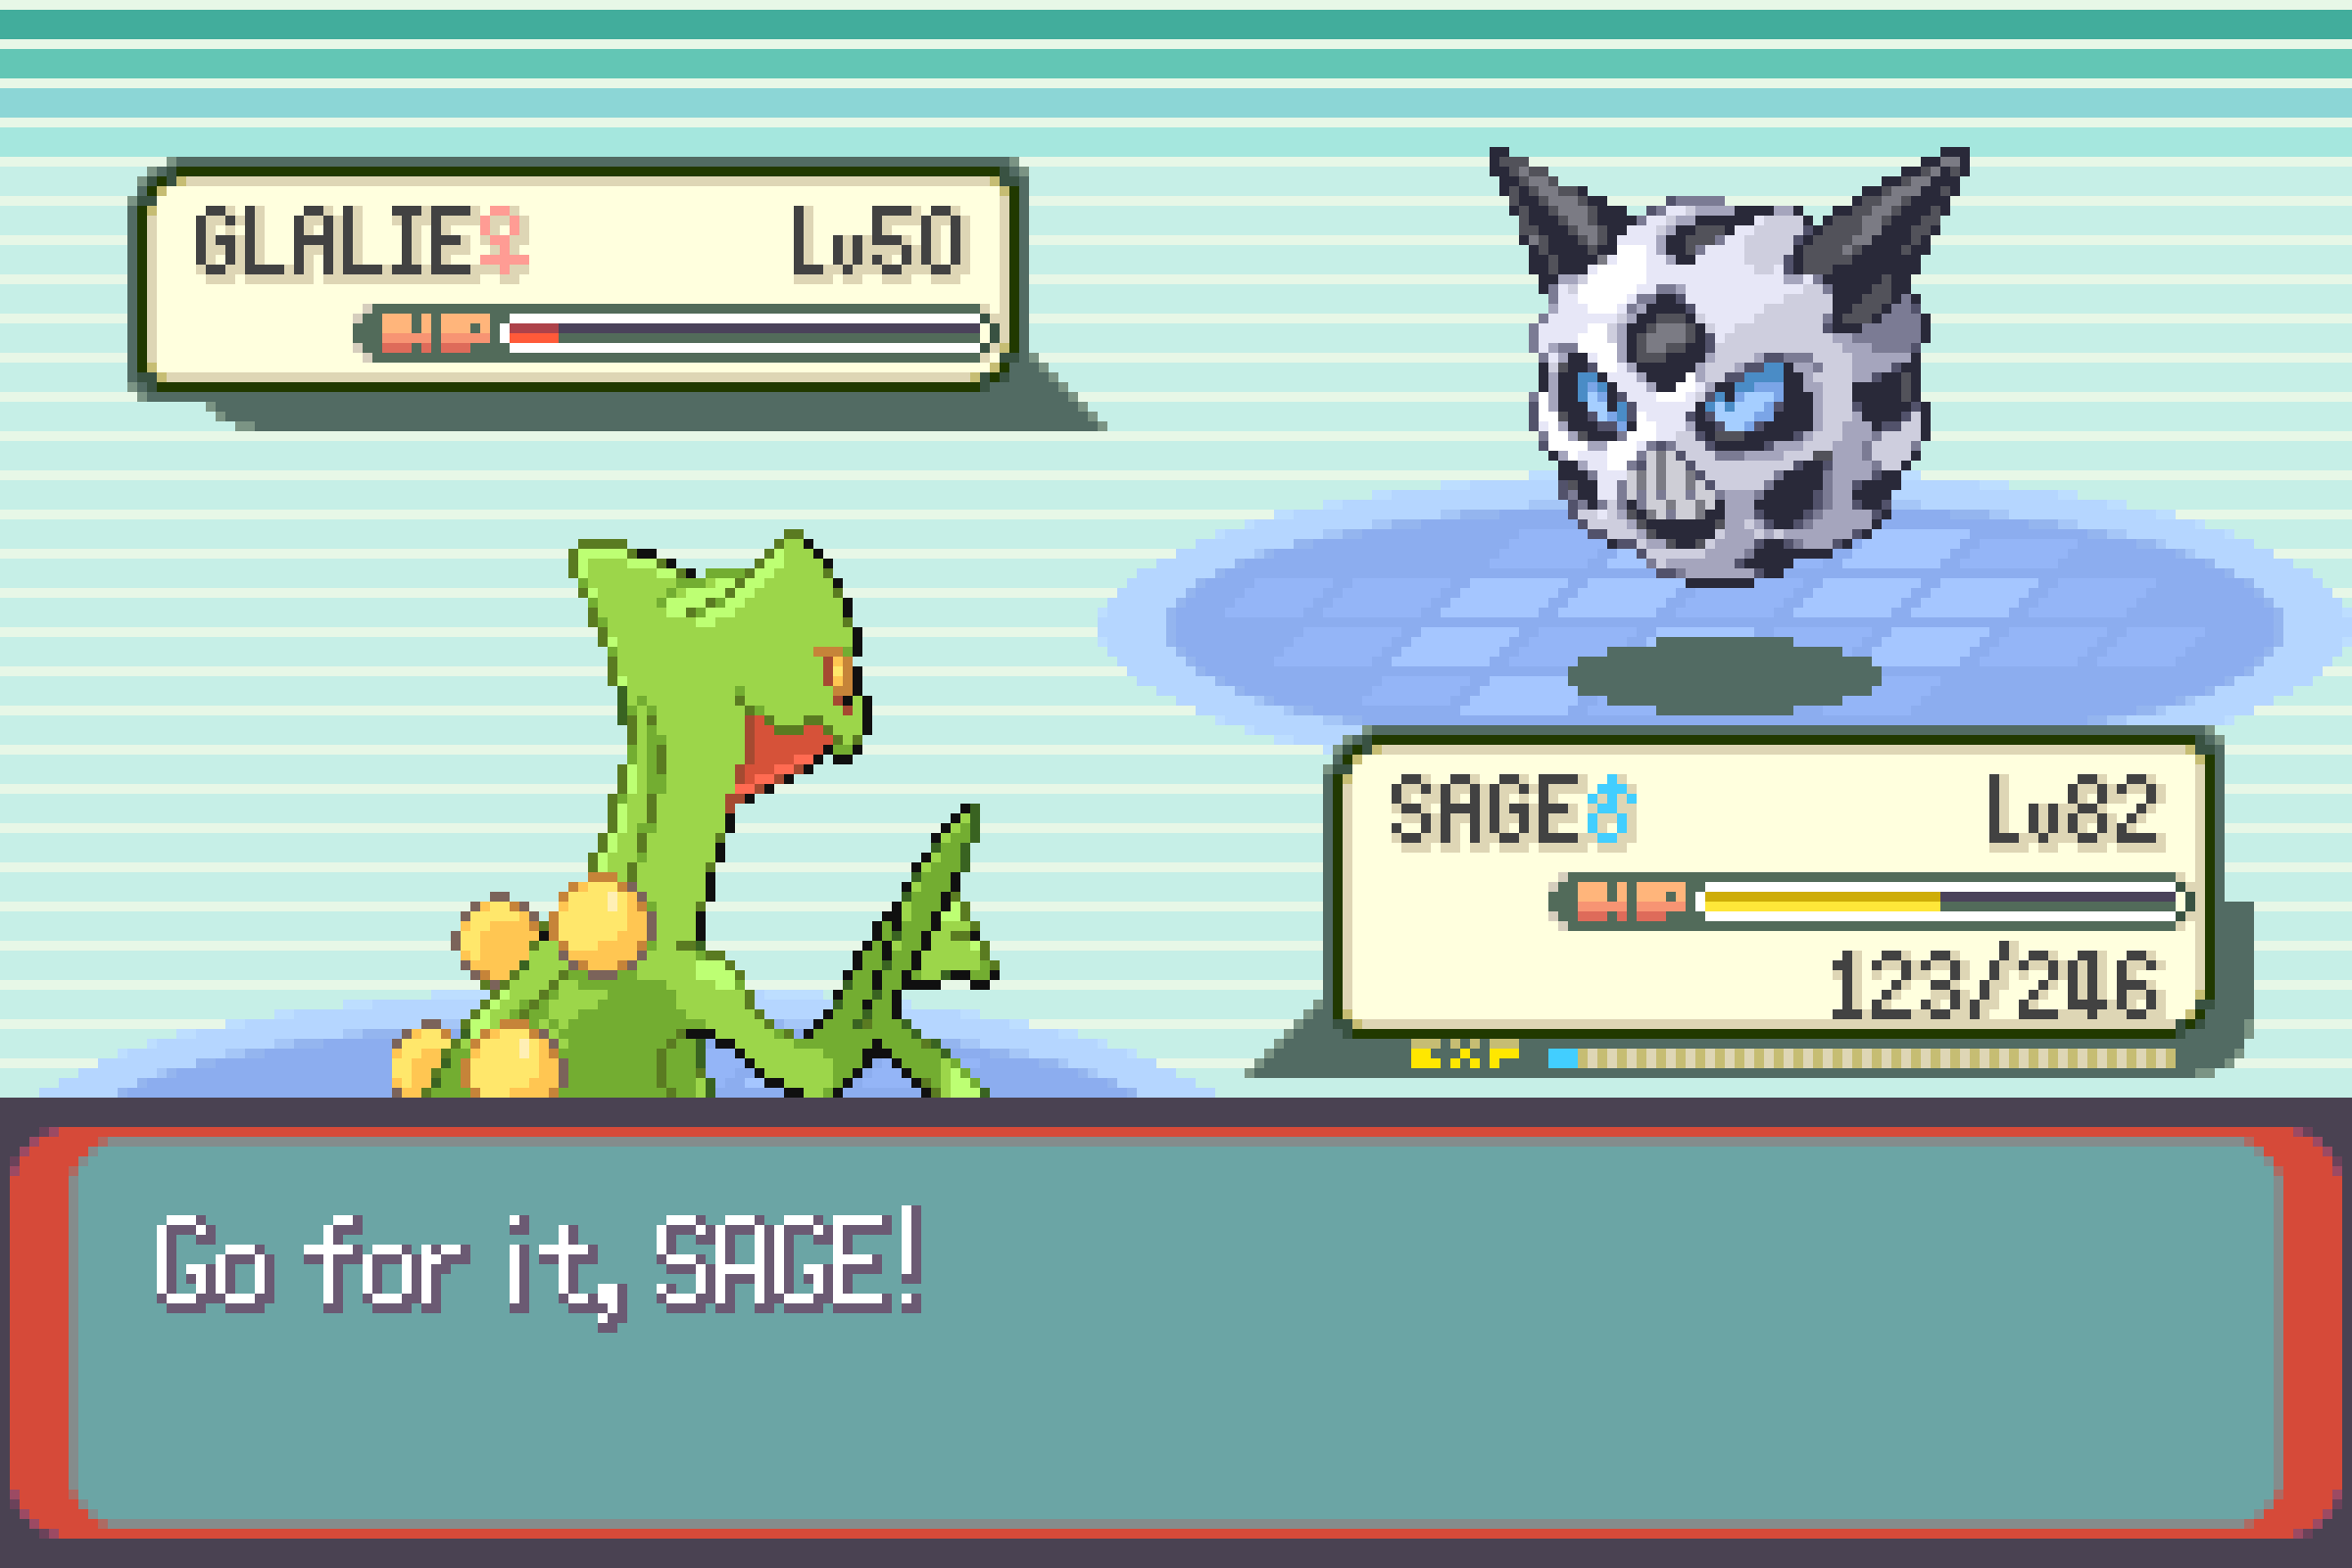 GLALIE♀ Lv50
HP
SAGE♂ Lv82
HP
123/246
EXP
Go for it, SAGE!